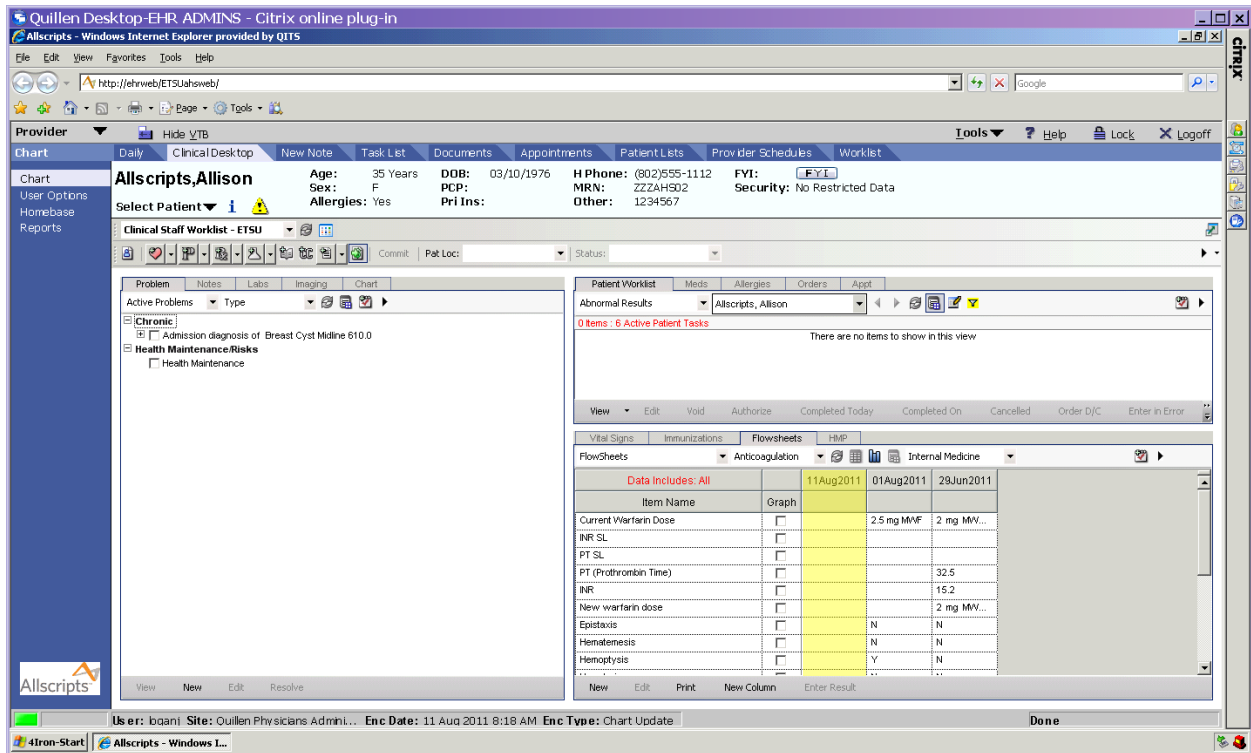 Quillen Desktop-EHR ADMINS - Citrix online plug-in
Allscripts - Windows Internet Explorer provided by QITS
File Edit View Favorites Tools Help
http://ehrweb/ETSUahsweb/ Google
Page Tools
CITRIX
Provider Hide VTB Tools Help Lock Logoff
Chart Daily Clinical Desktop New Note Task List Documents Appointments Patient Lists Provider Schedules Worklist
Chart
User Options
Homebase
Reports
Allscripts,Allison Age: 35 Years DOB: 03/10/1976 H Phone: (802)555-1112 FYI: FYI
Sex: F PCP: MRN: ZZZAHS02 Security: No Restricted Data
Select Patient i Allergies: Yes Pri Ins: Other: 1234567
Clinical Staff Worklist - ETSU
Commit Pat Loc: Status:
Problem Notes Labs Imaging Chart
Active Problems Type
Chronic
Admission diagnosis of Breast Cyst Midline 610.0
Health Maintenance/Risks
Health Maintenance
View New Edit Resolve
Patient Worklist Meds Allergies Orders Appt
Abnormal Results Allscripts, Allison
0 Items : 6 Active Patient Tasks
There are no items to show in this view
View Edit Void Authorize Completed Today Completed On Cancelled Order D/C Enter in Error
Vital Signs Immunizations Flowsheets HMP
FlowSheets Anticoagulation Internal Medicine
Data Includes: All 11Aug2011 01Aug2011 29Jun2011
Item Name Graph
Current Warfarin Dose 2.5 mg MWF 2 mg MW...
INR SL
PT SL
PT (Prothrombin Time) 32.5
INR 15.2
New warfarin dose 2 mg MW...
Epistaxis N N
Hematemesis N N
Hemoptysis Y N
New Edit Print New Column Enter Result
Allscripts
User: loganj Site: Quillen Physicians Admini... Enc Date: 11 Aug 2011 8:18 AM Enc Type: Chart Update Done
4Iron-Start Allscripts - Windows I...